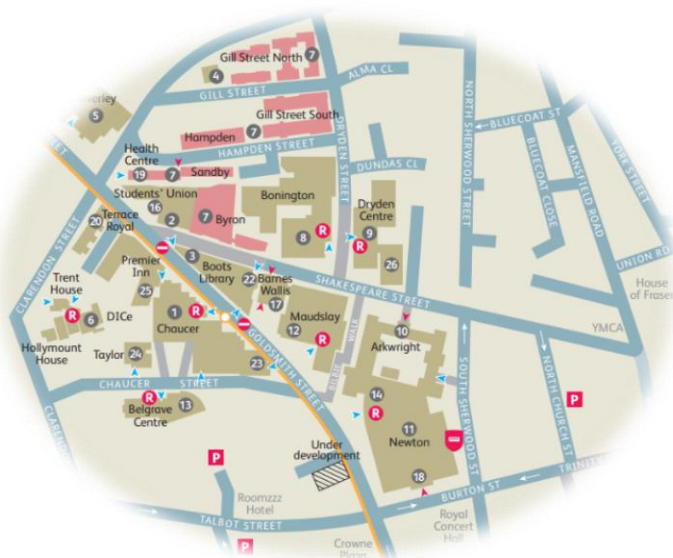 Gill Street North
7
4
ALMA CL
GILL STREET
Gill Street South
5
Hampden
7
HAMPDEN STREET
DRYDEN STREET
NORTH SHERWOOD STREET
BLUECOAT ST
MANSFIELD ROAD
YORK STREET
BLUECOAT CLOSE
Health
Centre
19
7
Sandby
DUNDAS CL
Students' Union
16
2
7
Byron
Bonington
8
R
Dryden
Centre
9
R
26
UNION RD
House
of Fraser
CLARENDON STREET
20
Terrace
Royal
Premier
Inn
3
Boots
Library
22
Barnes
Wallis
17
SHAKESPEARE STREET
YMCA
Trent
House
R
6
DICe
25
1
R
Chaucer
Maudslay
12
R
10
Arkwright
Hollymount
House
Taylor
24
23
GOLDSMITH STREET
BILBIE WALK
CHAUCER STREET
R
Belgrave
Centre
13
14
R
11
Newton
18
SOUTH SHERWOOD ST
NORTH CHURCH ST
P
Under
development
P
Roomzzz
Hotel
TALBOT STREET
P
BURTON ST
Royal
Concert
Hall
Crowne